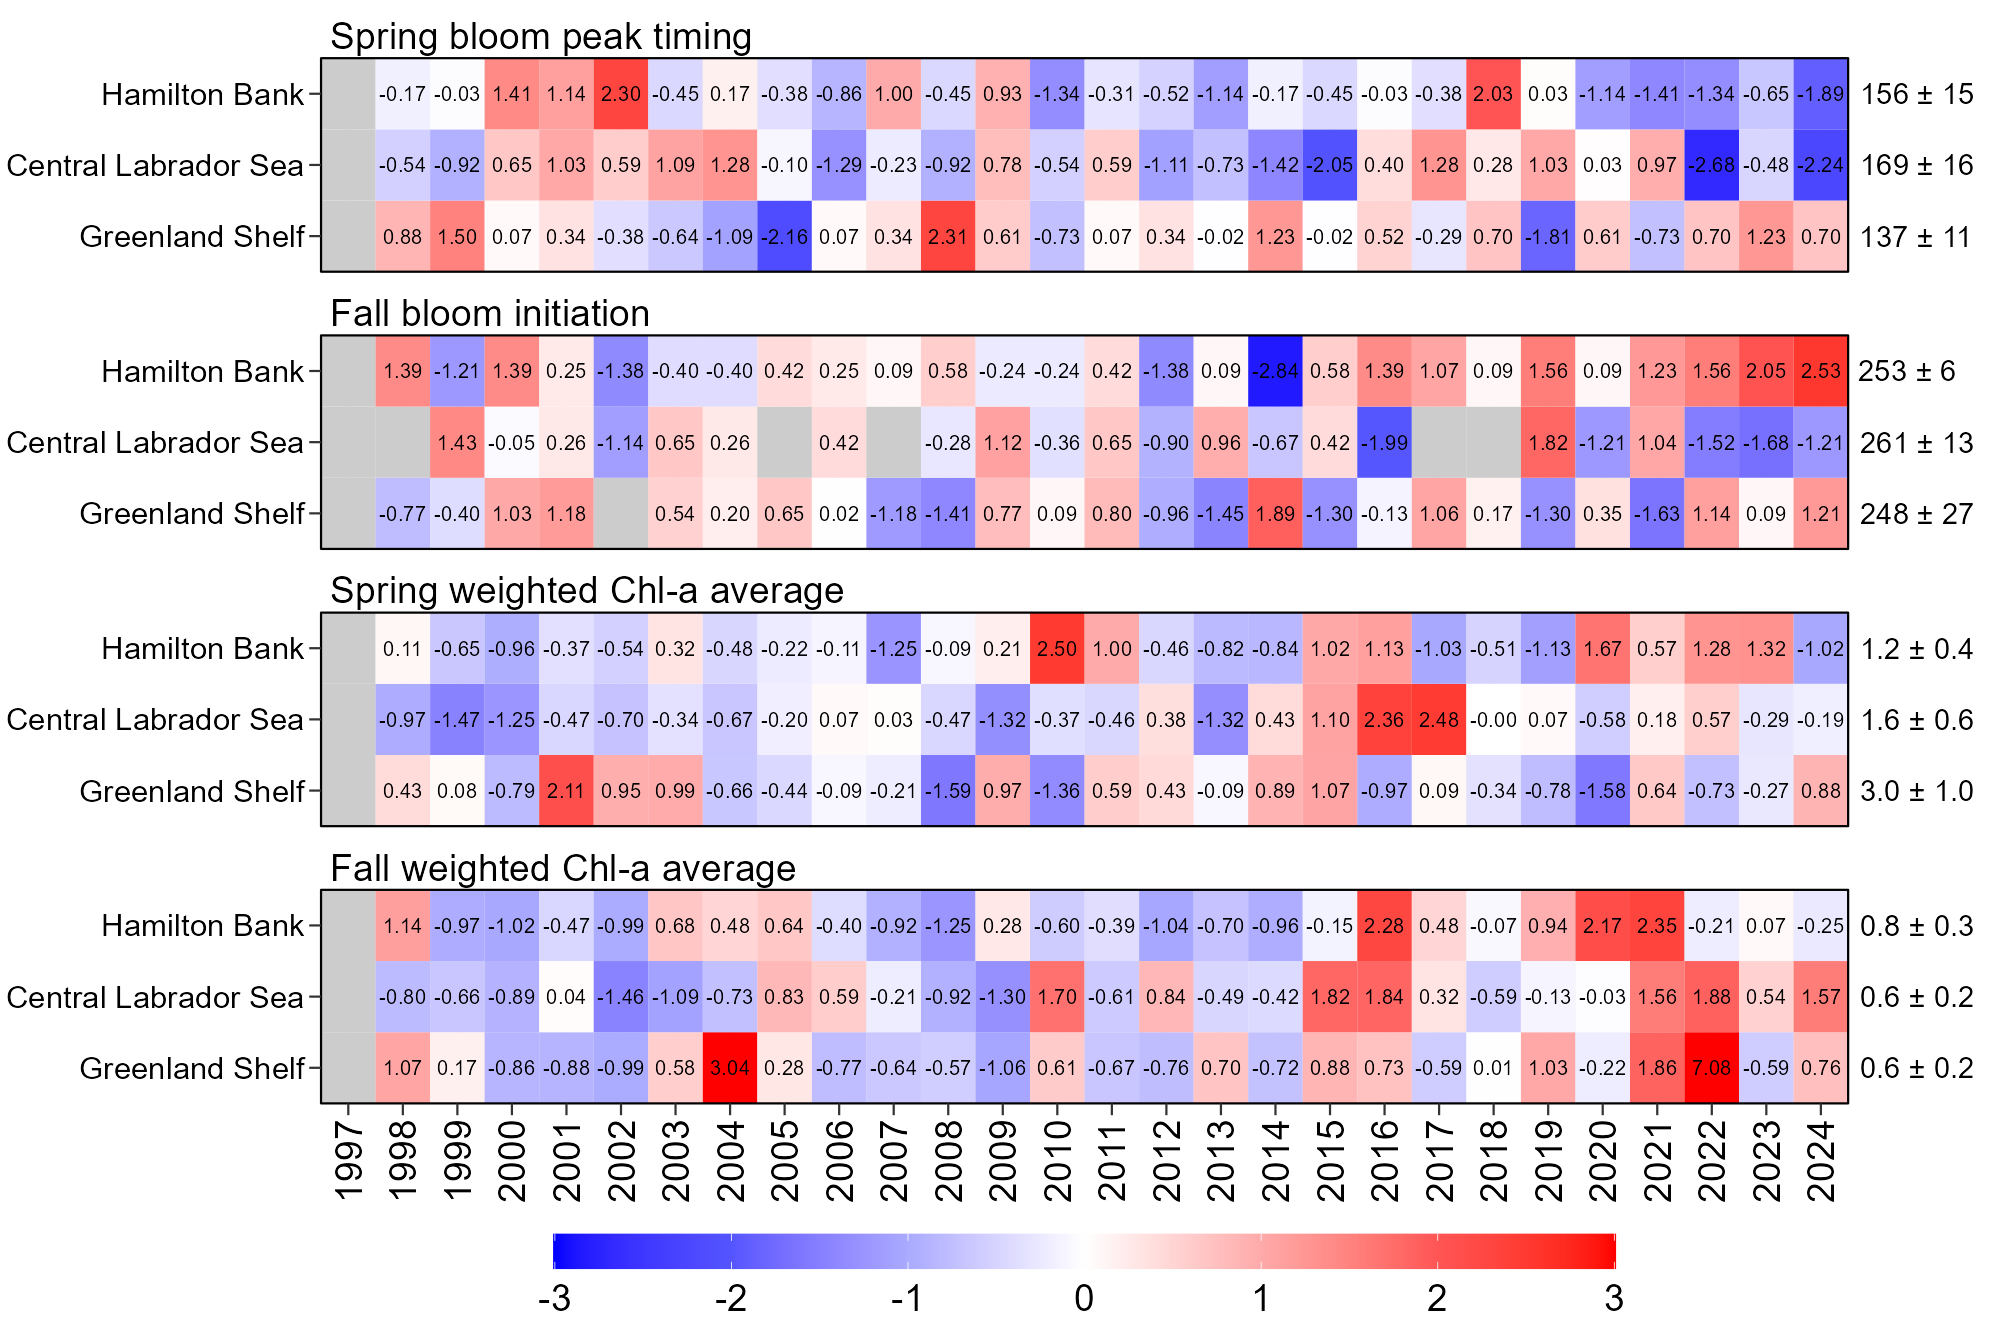 Spring bloom peak timing
Hamilton Bank -0.17 -0.03 1.41 1.14 2.30 -0.45 0.17 -0.38 -0.86 1.00 -0.45 0.93 -1.34 -0.31 -0.52 -1.14 -0.17 -0.45 -0.03 -0.38 2.03 0.03 -1.14 -1.41 -1.34 -0.65 -1.89 156 ± 15
Central Labrador Sea -0.54 -0.92 0.65 1.03 0.59 1.09 1.28 -0.10 -1.29 -0.23 -0.92 0.78 -0.54 0.59 -1.11 -0.73 -1.42 -2.05 0.40 1.28 0.28 1.03 0.03 0.97 -2.68 -0.48 -2.24 169 ± 16
Greenland Shelf 0.88 1.50 0.07 0.34 -0.38 -0.64 -1.09 -2.16 0.07 0.34 2.31 0.61 -0.73 0.07 0.34 -0.02 1.23 -0.02 0.52 -0.29 0.70 -1.81 0.61 -0.73 0.70 1.23 0.70 137 ± 11
Fall bloom initiation
Hamilton Bank 1.39 -1.21 1.39 0.25 -1.38 -0.40 -0.40 0.42 0.25 0.09 0.58 -0.24 -0.24 0.42 -1.38 0.09 -2.84 0.58 1.39 1.07 0.09 1.56 0.09 1.23 1.56 2.05 2.53 253 ± 6
Central Labrador Sea 1.43 -0.05 0.26 -1.14 0.65 0.26 0.42 -0.28 1.12 -0.36 0.65 -0.90 0.96 -0.67 0.42 -1.99 1.82 -1.21 1.04 -1.52 -1.68 -1.21 261 ± 13
Greenland Shelf -0.77 -0.40 1.03 1.18 0.54 0.20 0.65 0.02 -1.18 -1.41 0.77 0.09 0.80 -0.96 -1.45 1.89 -1.30 -0.13 1.06 0.17 -1.30 0.35 -1.63 1.14 0.09 1.21 248 ± 27
Spring weighted Chl-a average
Hamilton Bank 0.11 -0.65 -0.96 -0.37 -0.54 0.32 -0.48 -0.22 -0.11 -1.25 -0.09 0.21 2.50 1.00 -0.46 -0.82 -0.84 1.02 1.13 -1.03 -0.51 -1.13 1.67 0.57 1.28 1.32 -1.02 1.2 ± 0.4
Central Labrador Sea -0.97 -1.47 -1.25 -0.47 -0.70 -0.34 -0.67 -0.20 0.07 0.03 -0.47 -1.32 -0.37 -0.46 0.38 -1.32 0.43 1.10 2.36 2.48 -0.00 0.07 -0.58 0.18 0.57 -0.29 -0.19 1.6 ± 0.6
Greenland Shelf 0.43 0.08 -0.79 2.11 0.95 0.99 -0.66 -0.44 -0.09 -0.21 -1.59 0.97 -1.36 0.59 0.43 -0.09 0.89 1.07 -0.97 0.09 -0.34 -0.78 -1.58 0.64 -0.73 -0.27 0.88 3.0 ± 1.0
Fall weighted Chl-a average
Hamilton Bank 1.14 -0.97 -1.02 -0.47 -0.99 0.68 0.48 0.64 -0.40 -0.92 -1.25 0.28 -0.60 -0.39 -1.04 -0.70 -0.96 -0.15 2.28 0.48 -0.07 0.94 2.17 2.35 -0.21 0.07 -0.25 0.8 ± 0.3
Central Labrador Sea -0.80 -0.66 -0.89 0.04 -1.46 -1.09 -0.73 0.83 0.59 -0.21 -0.92 -1.30 1.70 -0.61 0.84 -0.49 -0.42 1.82 1.84 0.32 -0.59 -0.13 -0.03 1.56 1.88 0.54 1.57 0.6 ± 0.2
Greenland Shelf 1.07 0.17 -0.86 -0.88 -0.99 0.58 3.04 0.28 -0.77 -0.64 -0.57 -1.06 0.61 -0.67 -0.76 0.70 -0.72 0.88 0.73 -0.59 0.01 1.03 -0.22 1.86 7.08 -0.59 0.76 0.6 ± 0.2
1997 1998 1999 2000 2001 2002 2003 2004 2005 2006 2007 2008 2009 2010 2011 2012 2013 2014 2015 2016 2017 2018 2019 2020 2021 2022 2023 2024
-3 -2 -1 0 1 2 3